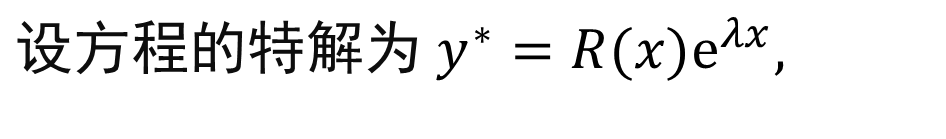 设方程的特解为 y* = R(x)e^{λx},